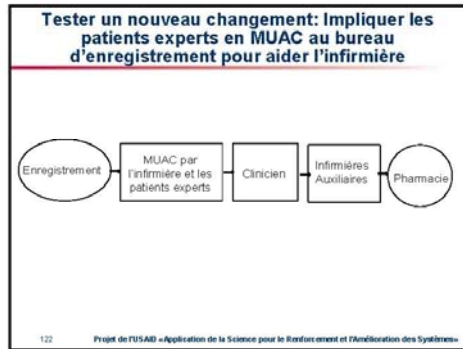 Tester un nouveau changement: Impliquer les
patients experts en MUAC au bureau
d'enregistrement pour aider l'infirmière
Enregistrement
MUAC par
l'infirmière et les
patients experts
Clinicien
Infirmières
Auxiliaires
Pharmacie
122
Projet de l'USAID «Application de la Science pour le Renforcement et l'Amélioration des Systèmes»